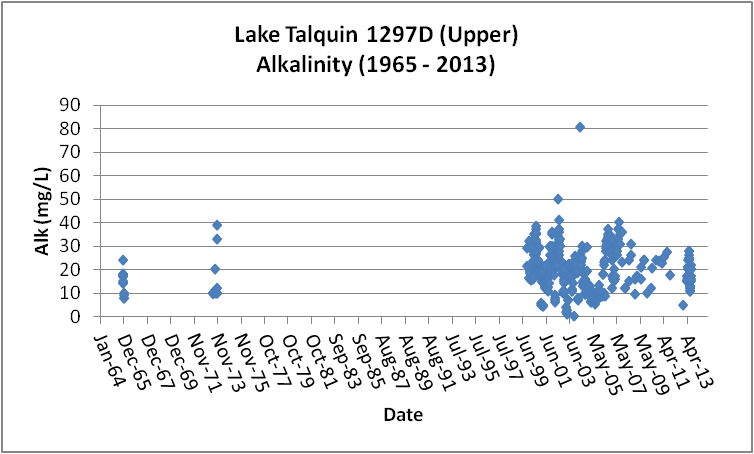 Lake Talquin 1297D (Upper)
Alkalinity (1965 - 2013)
Alk (mg/L)
90
80
70
60
50
40
30
20
10
0
Jan-64
Dec-65
Dec-67
Dec-69
Nov-71
Nov-73
Nov-75
Oct-77
Oct-79
Oct-81
Sep-83
Sep-85
Aug-87
Aug-89
Aug-91
Jul-93
Jul-95
Jul-97
Jun-99
Jun-01
Jun-03
May-05
May-07
May-09
Apr-11
Apr-13
Date